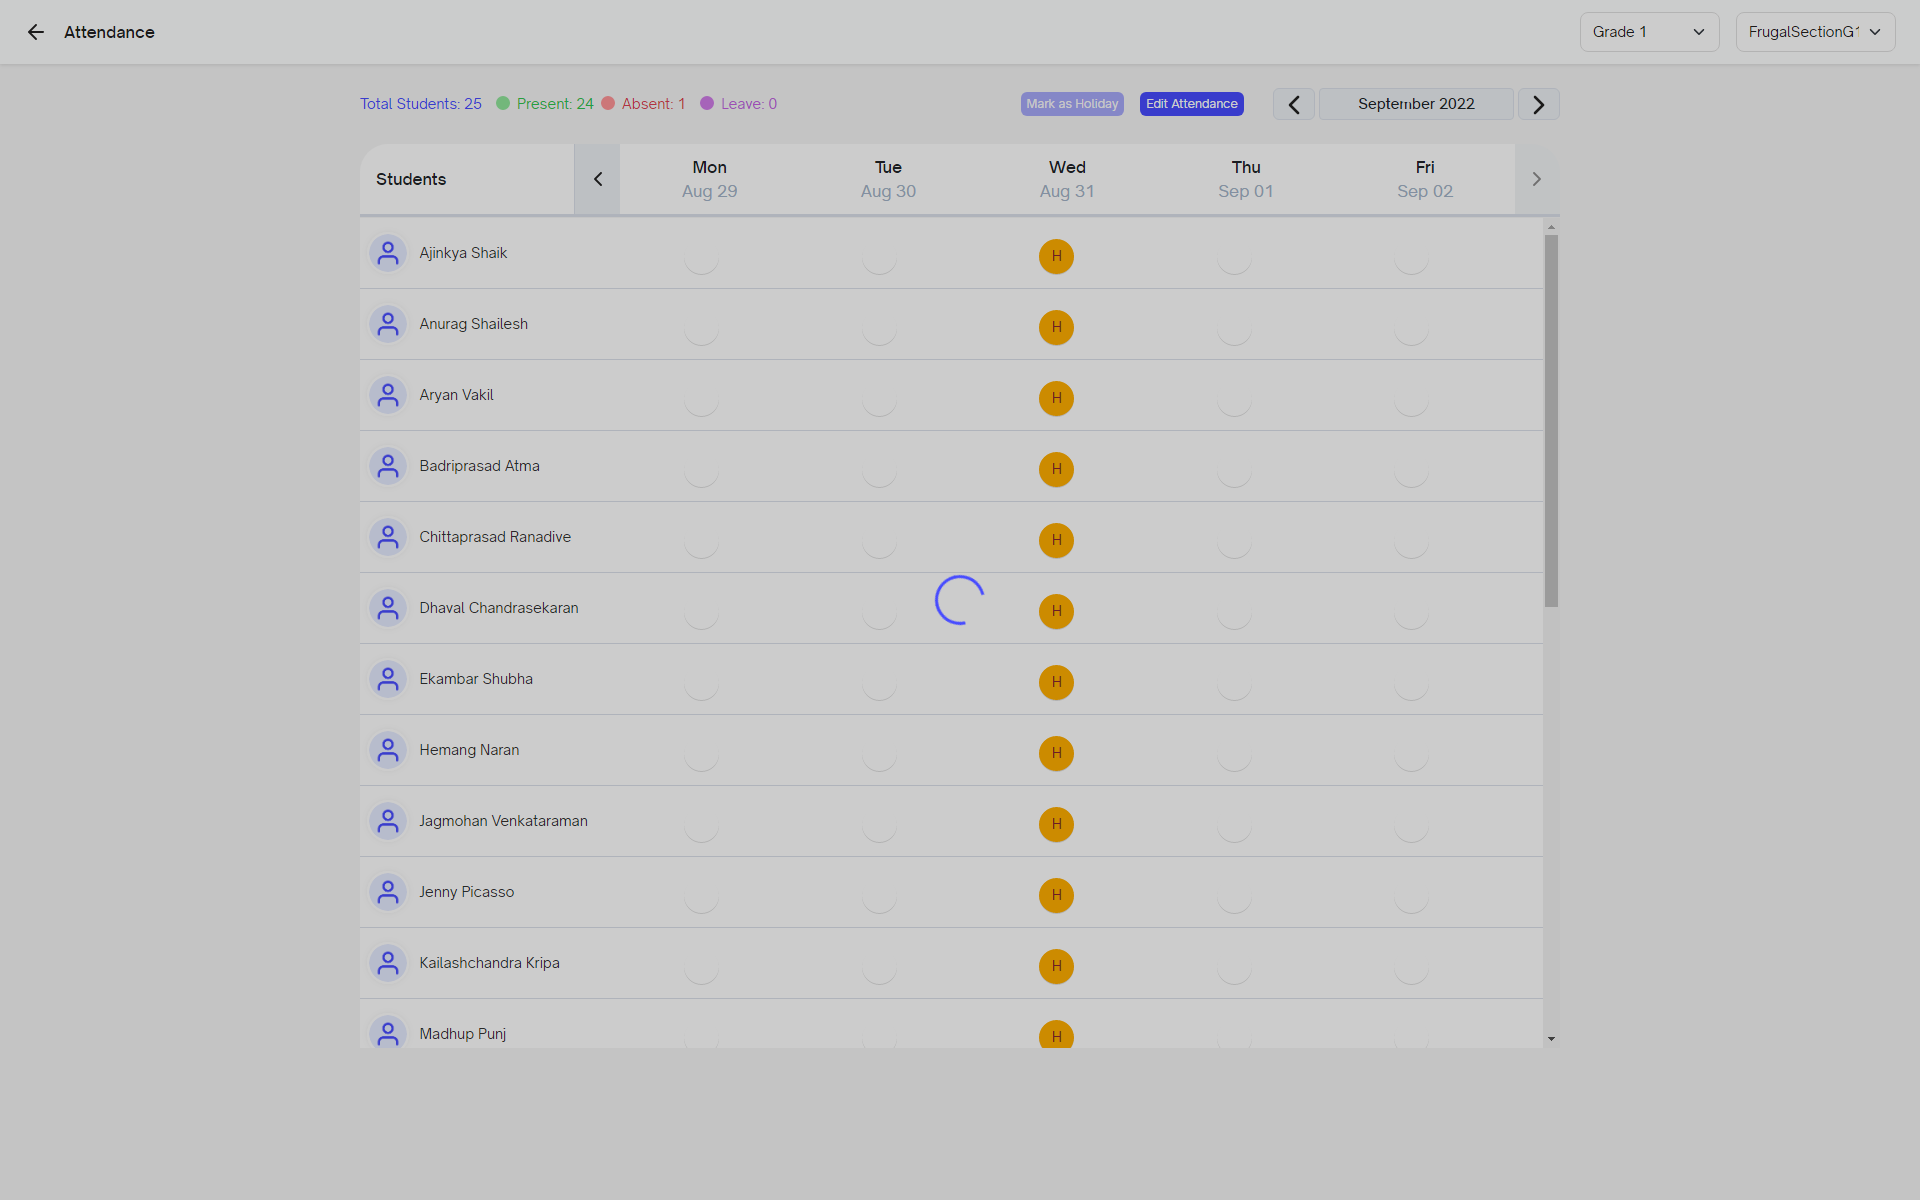 Attendance
Grade 1
FrugalSectionG1
Total Students: 25
Present: 24
Absent: 1
Leave: 0
Mark as Holiday
Edit Attendance
September 2022
Students
Mon
Tue
Wed
Thu
Fri
Aug 29
Aug 30
Aug 31
Sep 01
Sep 02
Ajinkya Shaik
H
Anurag Shailesh
H
Aryan Vakil
H
Badriprasad Atma
H
Chittaprasad Ranadive
H
Dhaval Chandrasekaran
H
Ekambar Shubha
H
Hemang Naran
H
Jagmohan Venkataraman
H
Jenny Picasso
H
Kailashchandra Kripa
H
Madhup Punj
H